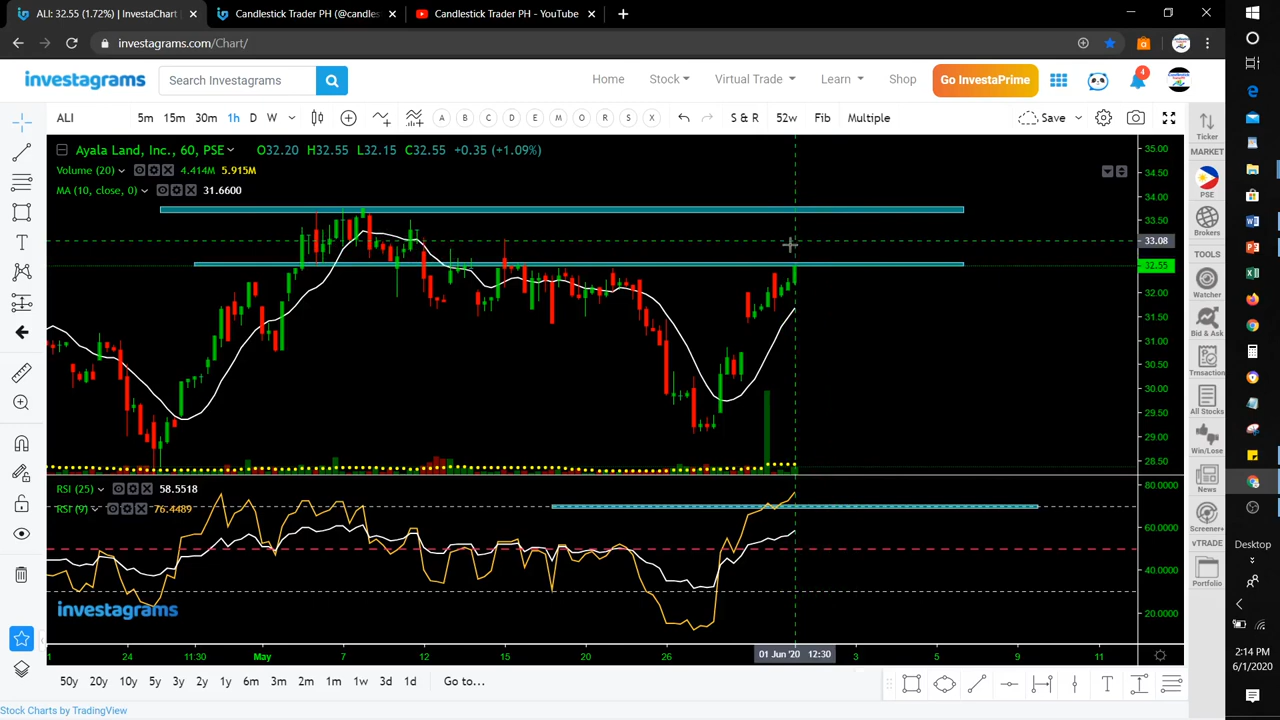 ALI: 32.55 (1.72%) | InvestaChart
Candlestick Trader PH (@candles
Candlestick Trader PH - YouTube
investagrams.com/Chart/
investagrams
Search Investagrams
Home
Stock
Virtual Trade
Learn
Shop
Go InvestaPrime
4
ALI
5m
15m
30m
1h
D
W
A
B
C
D
E
M
O
R
S
X
S & R
52w
Fib
Multiple
Save
Ayala Land, Inc., 60, PSE
O32.20 H32.55 L32.15 C32.55 +0.35 (+1.09%)
Volume (20)
4.414M 5.915M
MA (10, close, 0)
31.6600
35.00
34.50
34.00
33.50
33.08
32.55
32.00
31.50
31.00
30.50
30.00
29.50
29.00
28.50
RSI (25)
58.5518
RSI (9)
76.4489
80.0000
60.0000
40.0000
20.0000
investagrams
24
11:30
May
7
12
15
20
26
01 Jun '20 12:30
3
5
9
11
50y
20y
10y
5y
3y
2y
1y
6m
3m
2m
1m
1w
3d
1d
Go to...
Stock Charts by TradingView
Ticker
MARKET
PSE
Brokers
TOOLS
Watcher
Bid & Ask
Trnsaction
All Stocks
Win/Lose
News
Screener+
vTRADE
Portfolio
Desktop
2:14 PM
6/1/2020